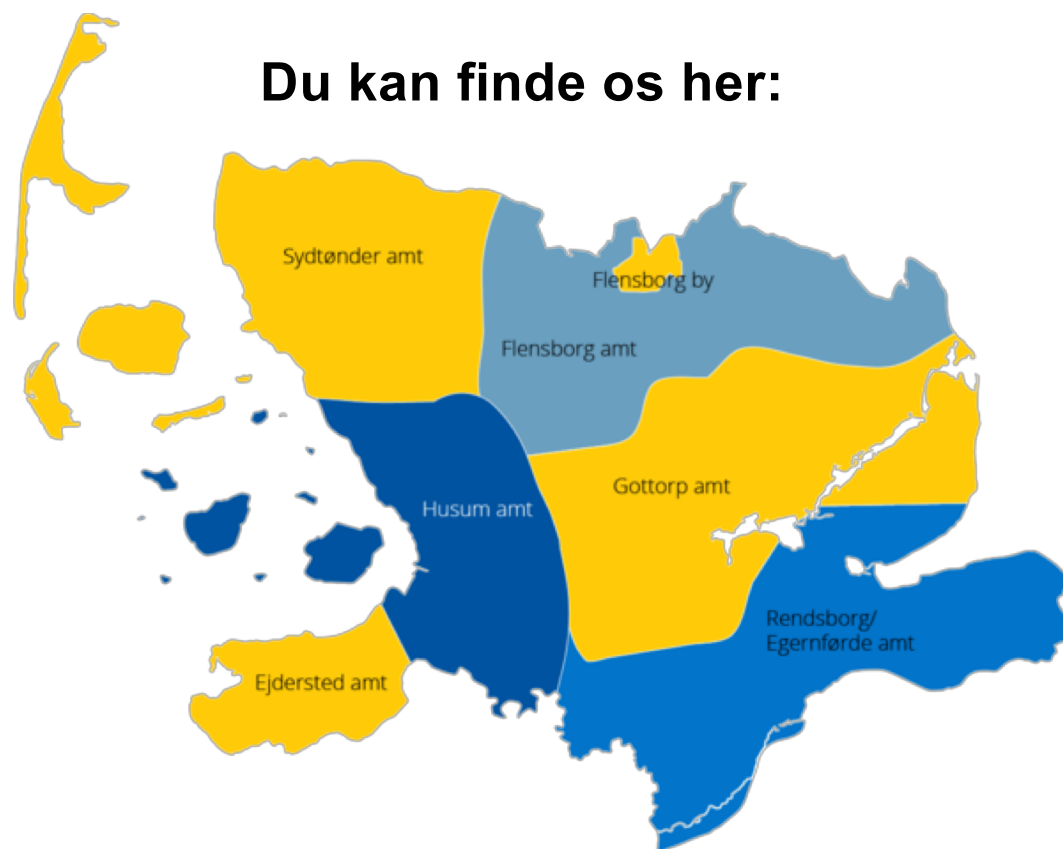 Du kan finde os her:
Sydtønder amt
Flensborg by
Flensborg amt
Gottorp amt
Husum amt
Rendsborg/
Egernførde amt
Ejdersted amt